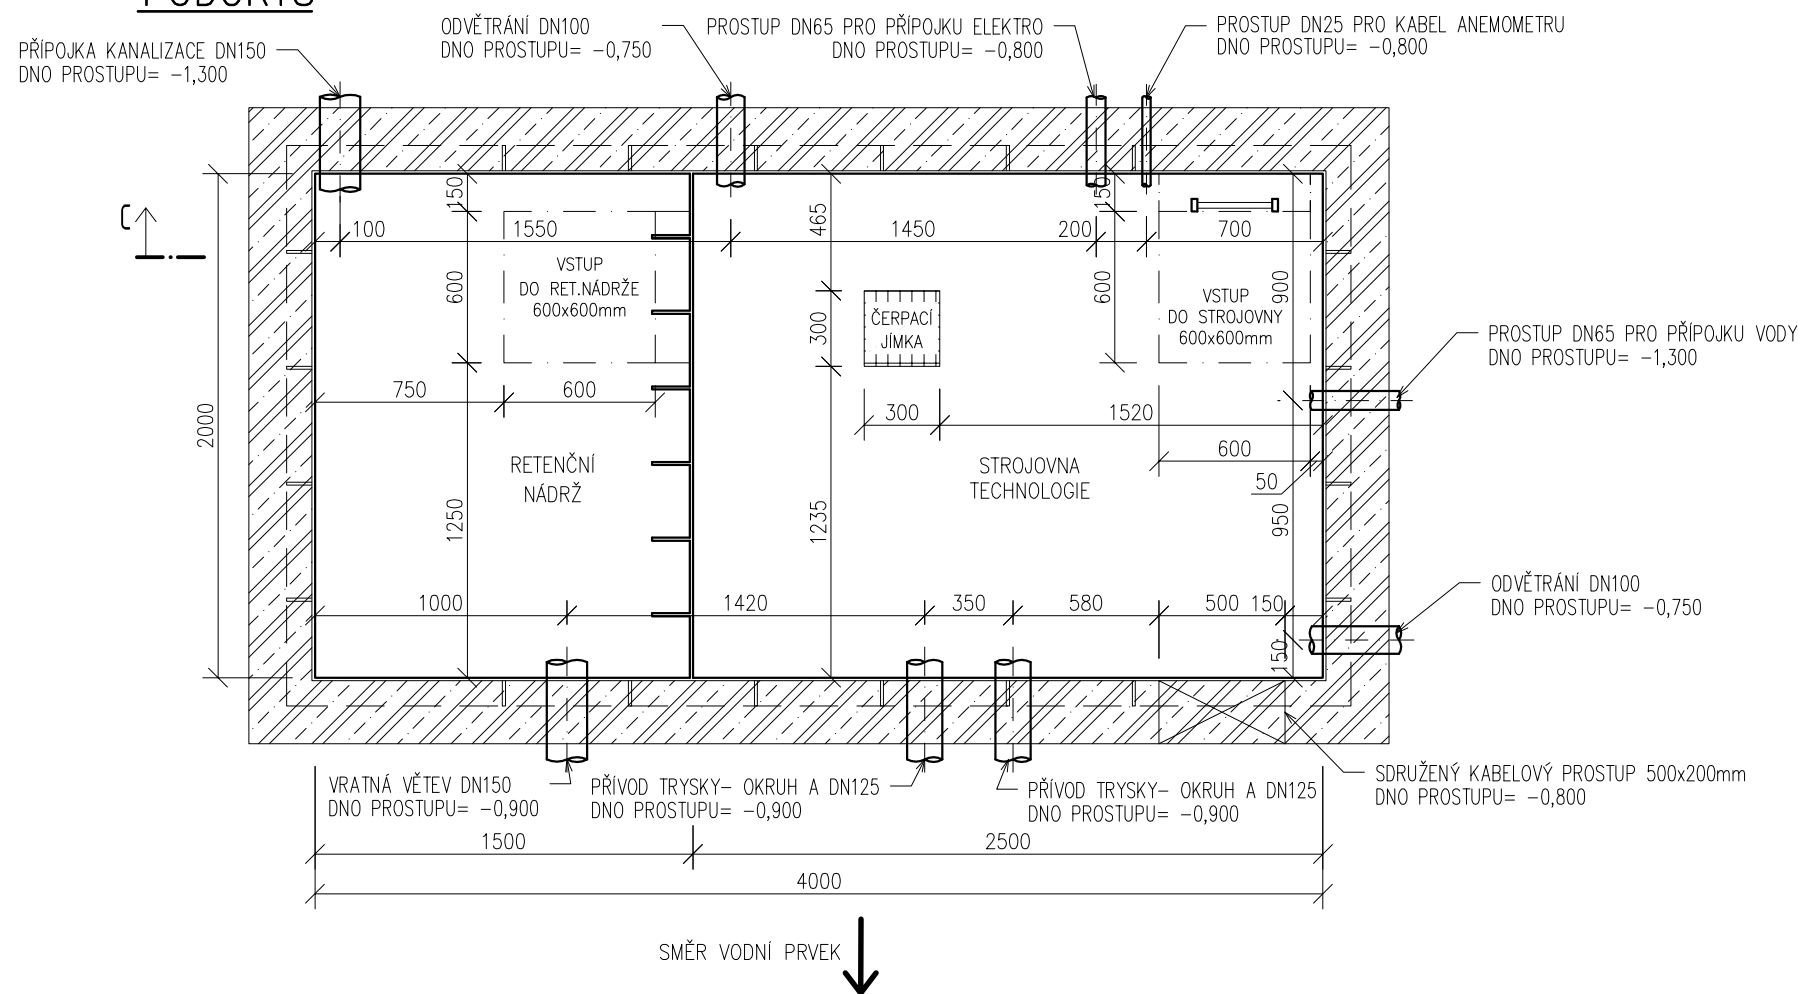 PŮDORYS
PŘÍPOJKA KANALIZACE DN150
DNO PROSTUPU= -1,300
ODVĚTRÁNÍ DN100
DNO PROSTUPU= -0,750
PROSTUP DN65 PRO PŘÍPOJKU ELEKTRO
DNO PROSTUPU= -0,800
PROSTUP DN25 PRO KABEL ANEMOMETRU
DNO PROSTUPU= -0,800
150
465
150
100
1550
1450
200
700
600
VSTUP
DO RET.NÁDRŽE
600x600mm
300
ČERPACÍ
JÍMKA
600
VSTUP
DO STROJOVNY
600x600mm
900
PROSTUP DN65 PRO PŘÍPOJKU VODY
DNO PROSTUPU= -1,300
2000
750
600
300
1520
600
50
RETENČNÍ
NÁDRŽ
STROJOVNA
TECHNOLOGIE
1250
1235
950
1000
1420
350
580
500
150
150
ODVĚTRÁNÍ DN100
DNO PROSTUPU= -0,750
VRATNÁ VĚTEV DN150
DNO PROSTUPU= -0,900
PŘÍVOD TRYSKY- OKRUH A DN125
DNO PROSTUPU= -0,900
PŘÍVOD TRYSKY- OKRUH A DN125
DNO PROSTUPU= -0,900
SDRUŽENÝ KABELOVÝ PROSTUP 500x200mm
DNO PROSTUPU= -0,800
1500
2500
4000
SMĚR VODNÍ PRVEK